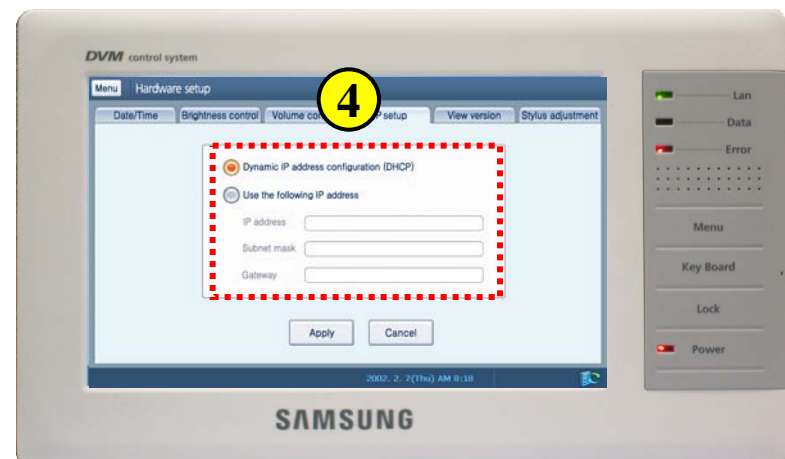 DVM control system
Menu Hardware setup
Date/Time Brightness control Volume 4 setup View version Stylus adjustment
Dynamic IP address configuration (DHCP)
Use the following IP address
IP address
Subnet mask
Gateway
Apply Cancel
2002. 2. 7(Thu) AM 8:18
SAMSUNG
Lan
Data
Error
Menu
Key Board
Lock
Power